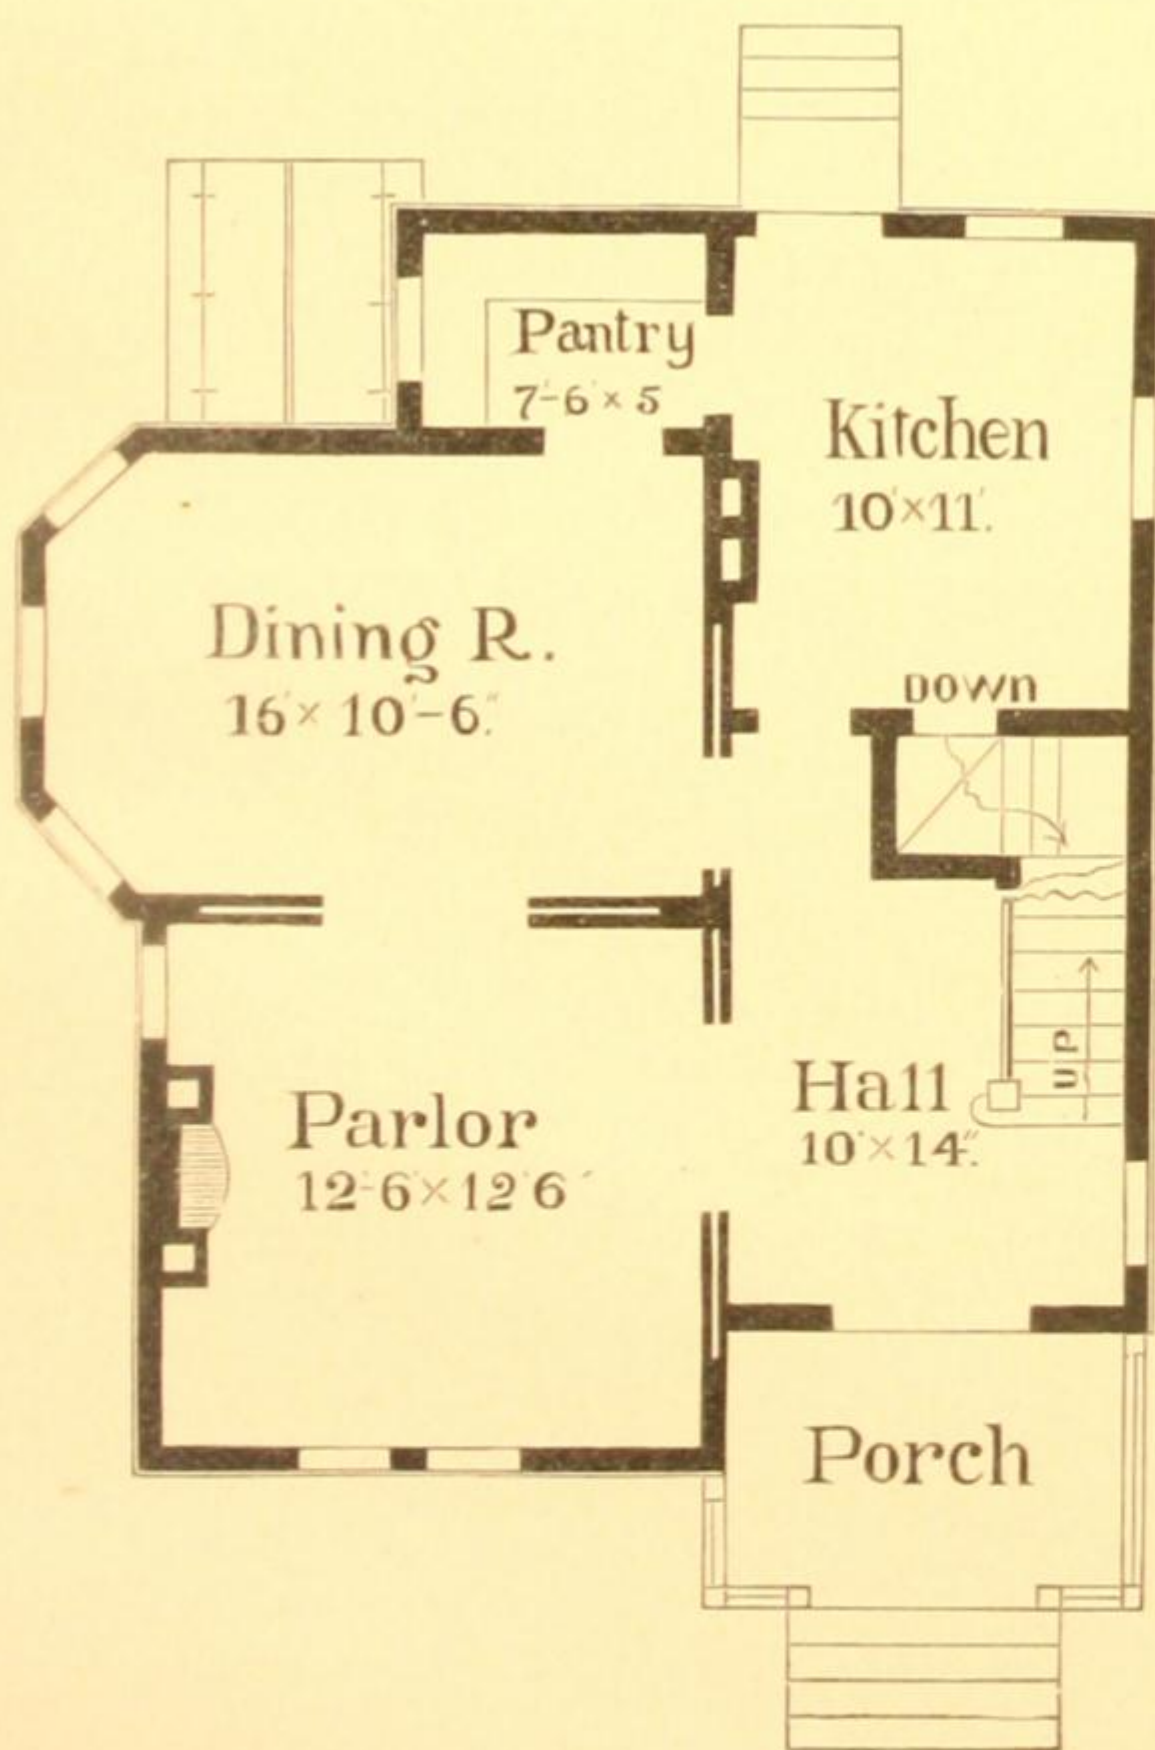 Pantry
7'-6'×5
Kitchen
10'×11'.
Dining R.
16'× 10'-6."
DOWN
UP
Hall
10'×14."
Parlor
12'-6'×12'6'
Porch